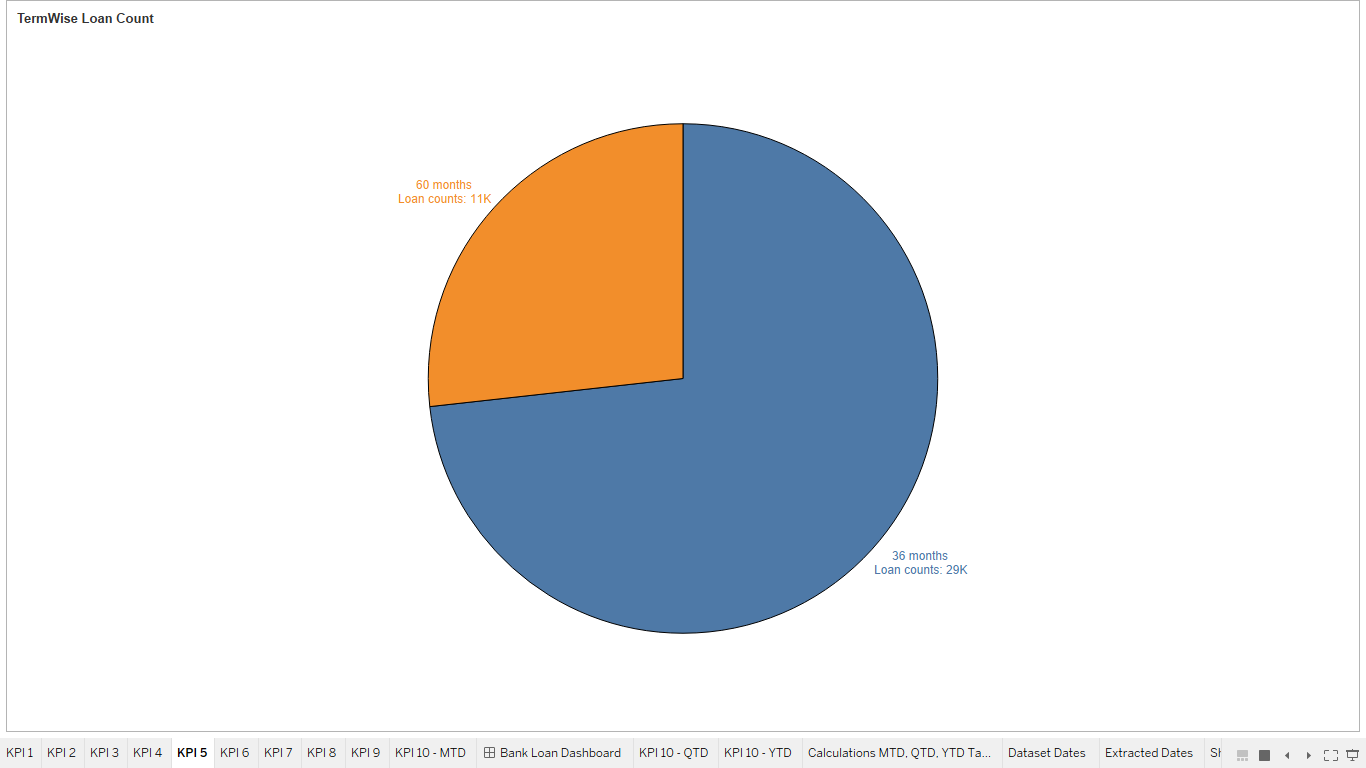 TermWise Loan Count
60 months
Loan counts: 11K
36 months
Loan counts: 29K
KPI 1 KPI 2 KPI 3 KPI 4 KPI 5 KPI 6 KPI 7 KPI 8 KPI 9 KPI 10 - MTD Bank Loan Dashboard KPI 10 - QTD KPI 10 - YTD Calculations MTD, QTD, YTD Ta... Dataset Dates Extracted Dates